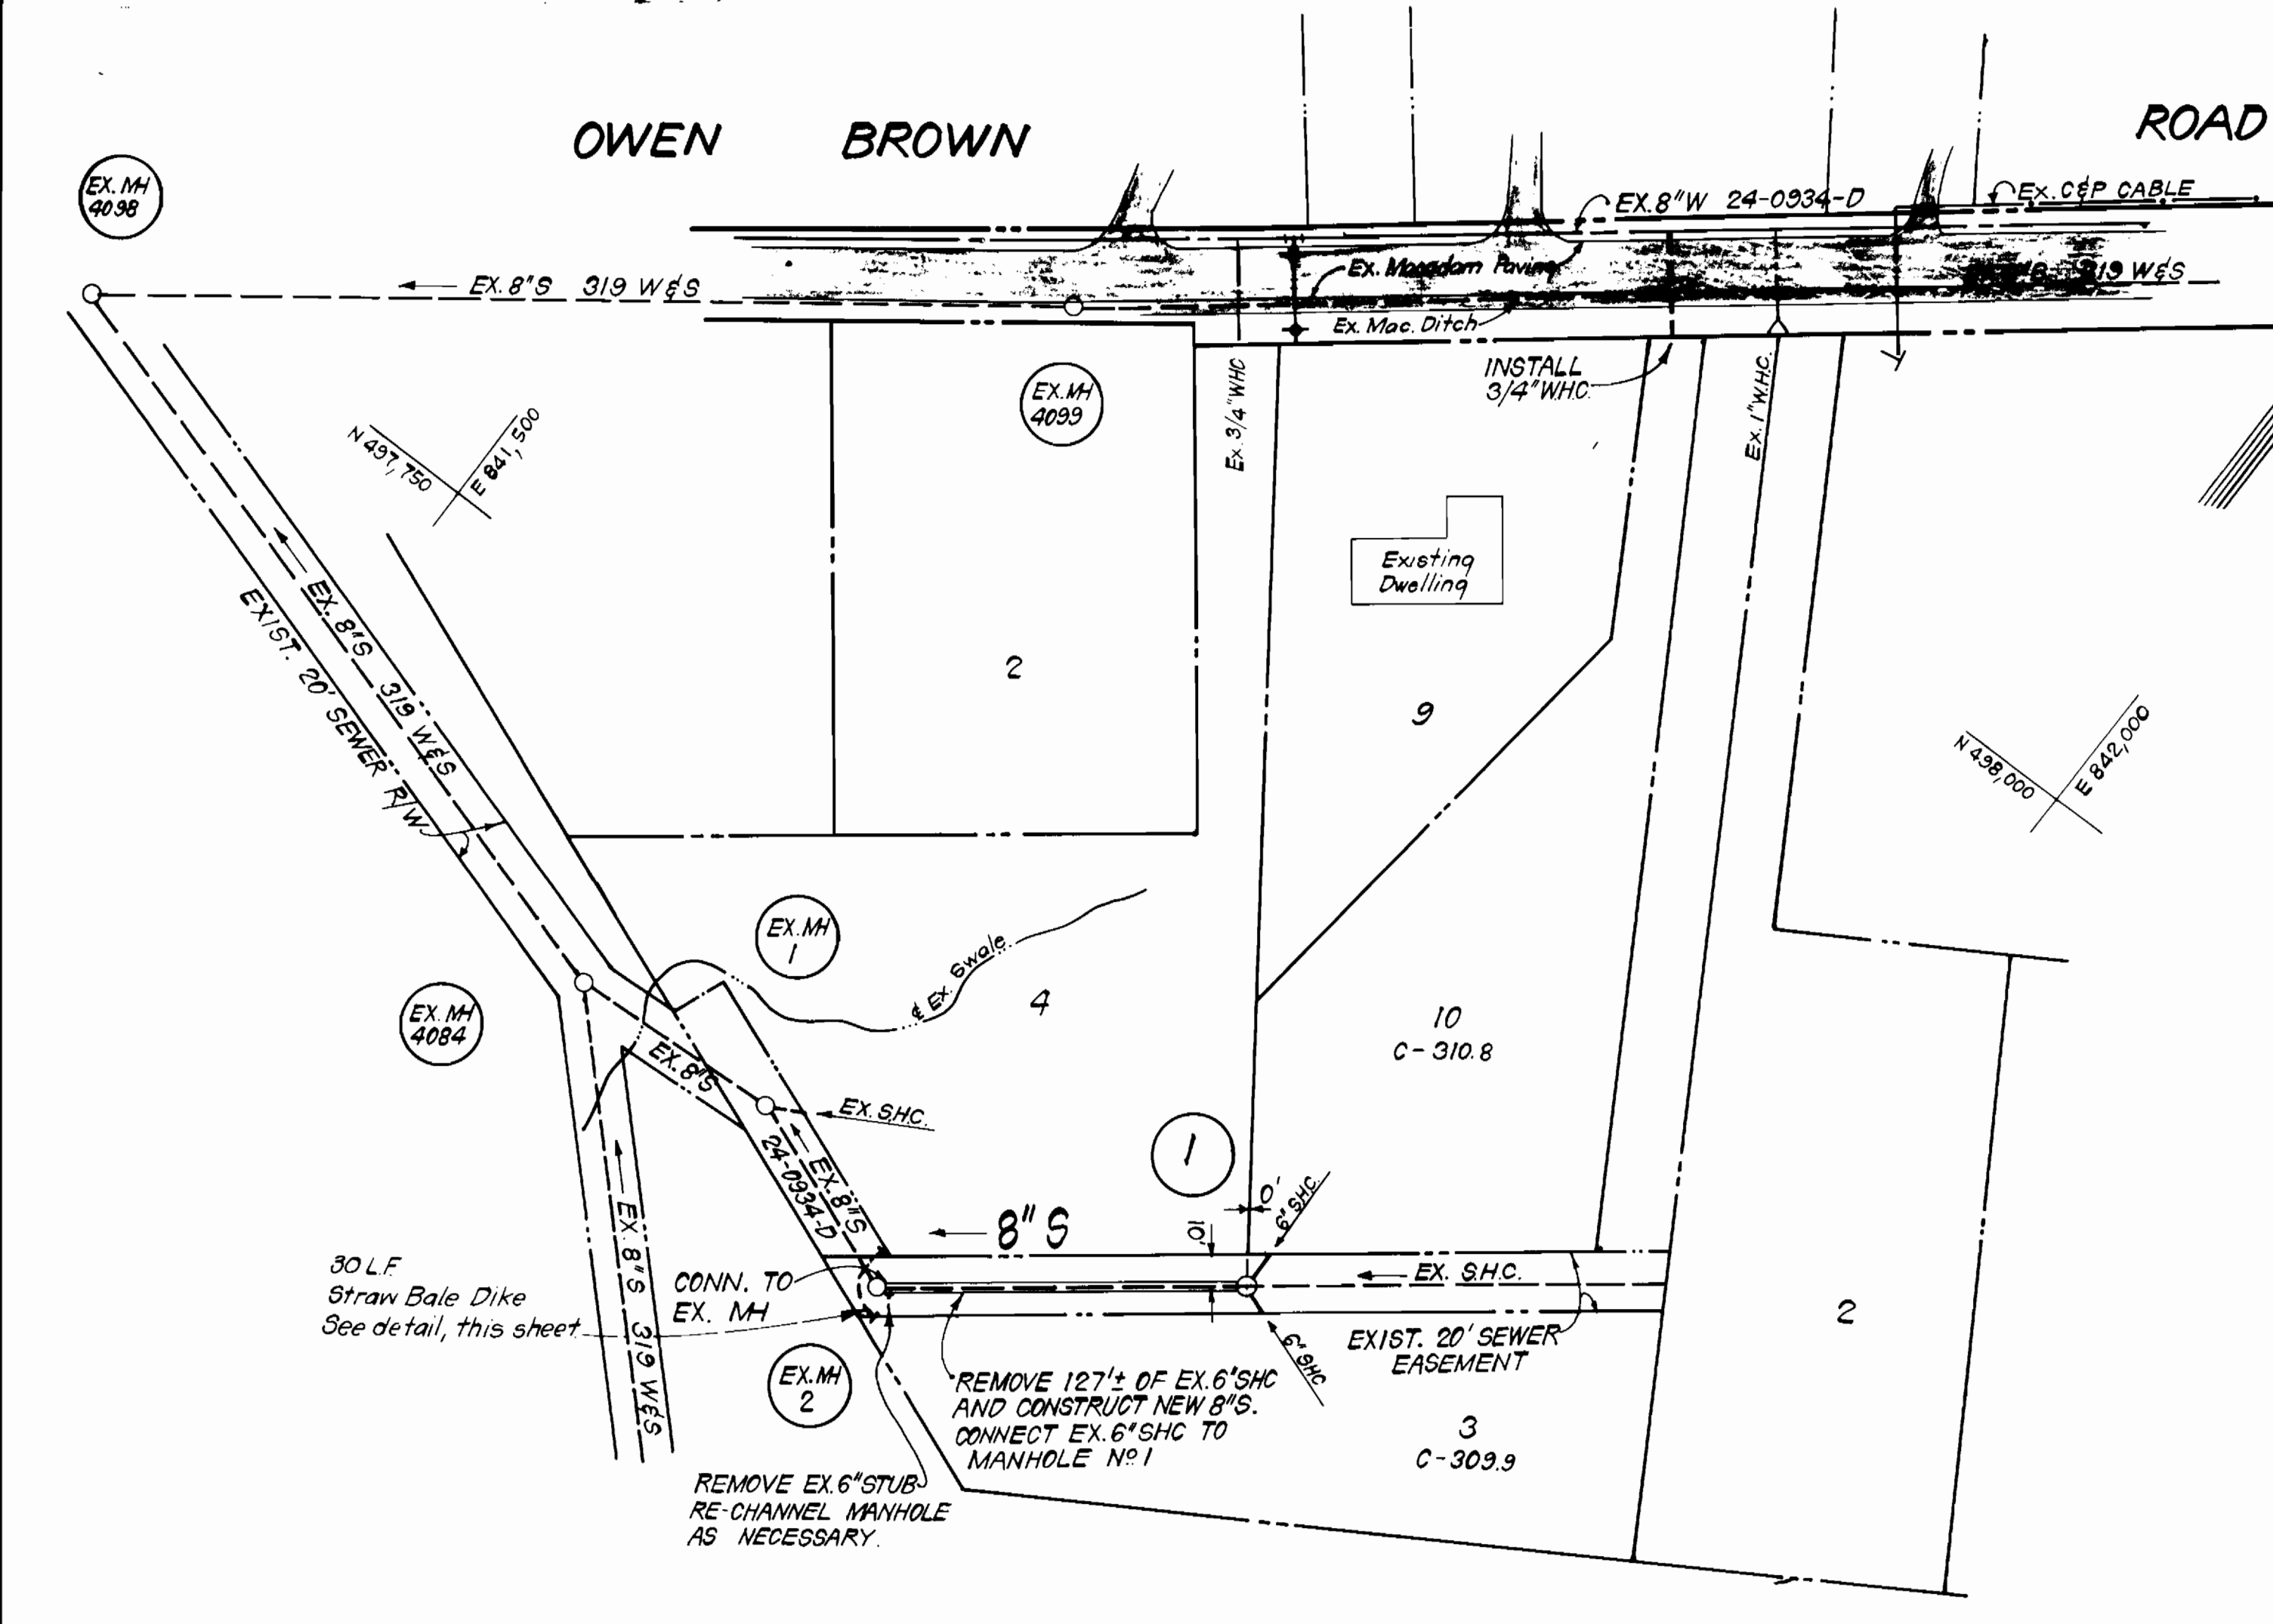 OWEN BROWN ROAD
EX. MH
4098
EX. 8"W 24-0934-D
Ex. C&P CABLE
EX. 8"S 319 W&S
Ex. Macadam Paving
319 W&S
Ex. Mac. Ditch
INSTALL
3/4" W.H.C.
EX. MH
4099
Ex. 3/4" WHC
Ex. 1" W.H.C.
N 497,750
E 841,500
Existing
Dwelling
EX. 8"S 319 W&S
EXIST. 20' SEWER R/W
2
9
N 498,000
E 842,000
EX. MH
1
₵ Ex. Swale
4
EX. MH
4084
10
C-310.8
EX. 8"S
EX. S.H.C.
1
EX. 8"S
24-0934-D
0'
6" SHC.
8" S
10'
EX. 8"S 319 W&S
30 L.F.
Straw Bale Dike
See detail, this sheet
CONN. TO
EX. MH
EX. S.H.C.
EXIST. 20' SEWER
EASEMENT
2
6" SHC
EX. MH
2
REMOVE 127'± OF EX. 6" SHC
AND CONSTRUCT NEW 8"S.
CONNECT EX. 6" SHC TO
MANHOLE Nº 1
3
C-309.9
REMOVE EX. 6" STUB
RE-CHANNEL MANHOLE
AS NECESSARY.